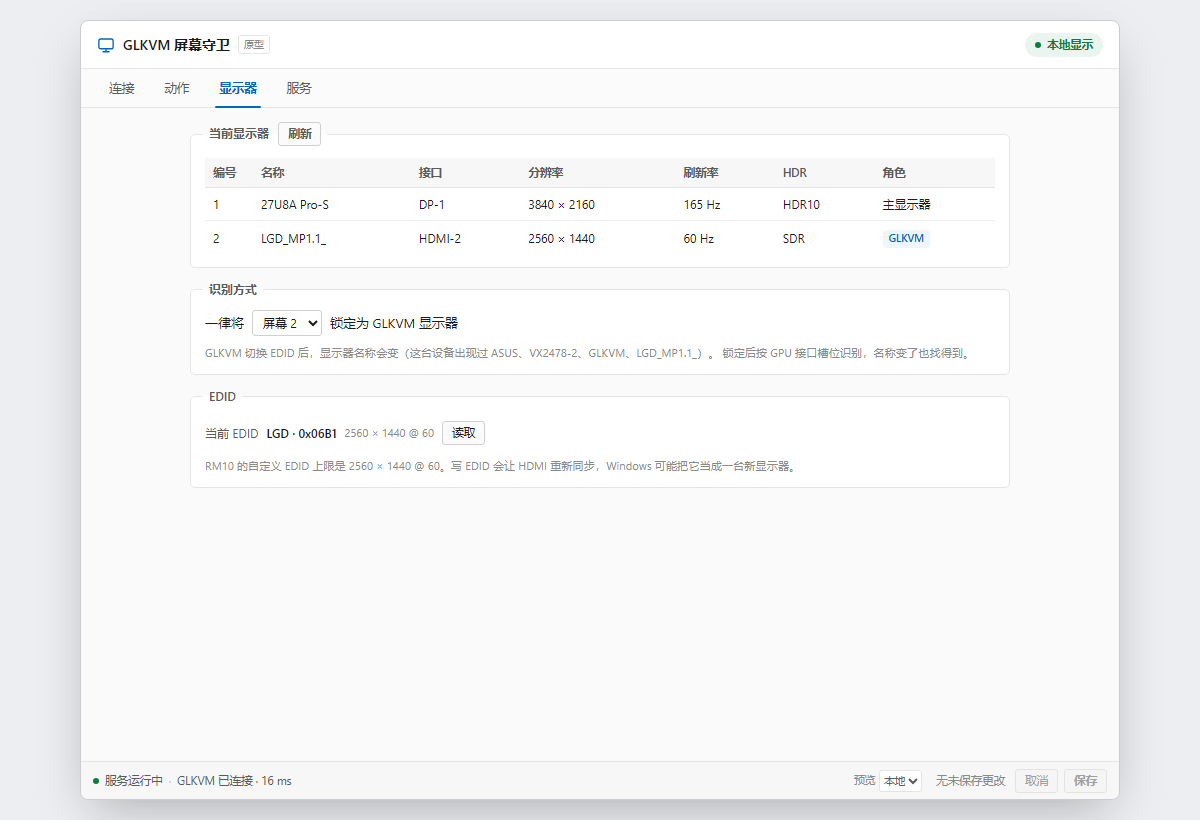 GLKVM 屏幕守卫 原型 本地显示
连接 动作 显示器 服务
当前显示器 刷新
编号 名称 接口 分辨率 刷新率 HDR 角色
1 27U8A Pro-S DP-1 3840 × 2160 165 Hz HDR10 主显示器
2 LGD_MP1.1_ HDMI-2 2560 × 1440 60 Hz SDR GLKVM
识别方式
一律将 屏幕 2 锁定为 GLKVM 显示器
GLKVM 切换 EDID 后，显示器名称会变（这台设备出现过 ASUS、VX2478-2、GLKVM、LGD_MP1.1_）。 锁定后按 GPU 接口槽位识别，名称变了也找得到。
EDID
当前 EDID LGD · 0x06B1 2560 × 1440 @ 60 读取
RM10 的自定义 EDID 上限是 2560 × 1440 @ 60。写 EDID 会让 HDMI 重新同步，Windows 可能把它当成一台新显示器。
服务运行中 · GLKVM 已连接 · 16 ms 预览 本地 无未保存更改 取消 保存